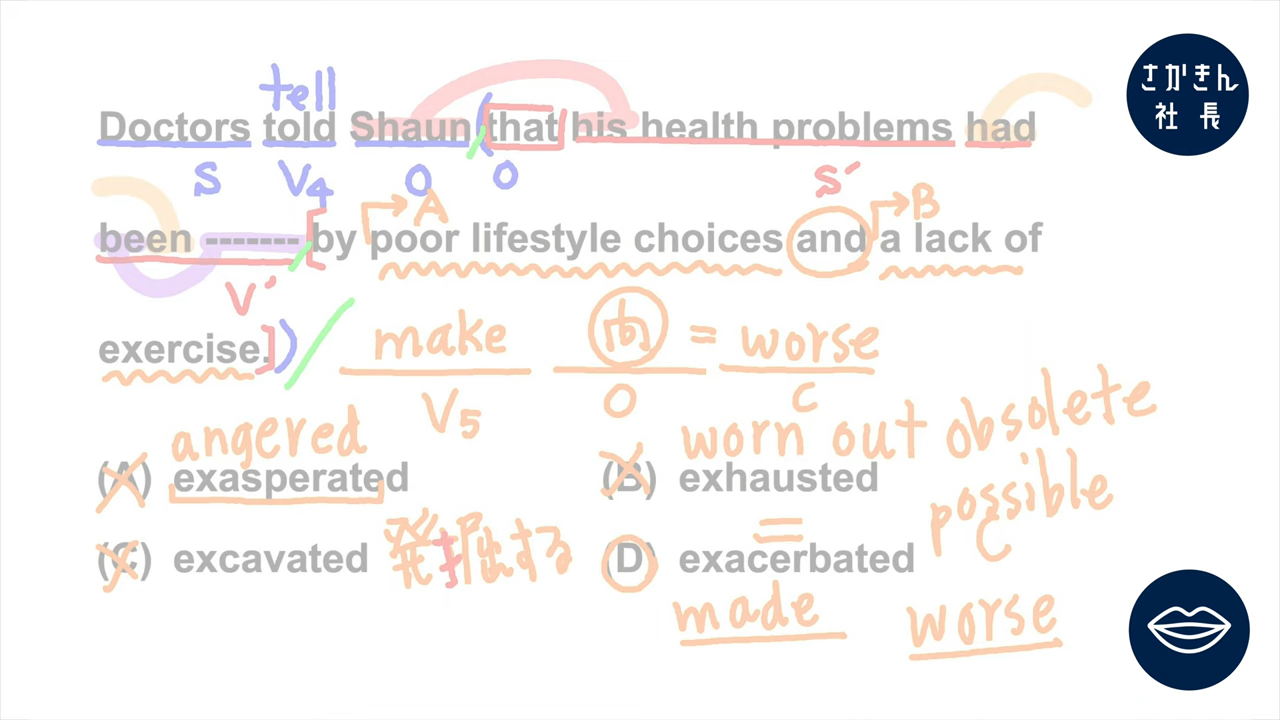 tell
さかきん
社長
Doctors told Shaun that his health problems had
S V4 O O S′
A B
been ------- by poor lifestyle choices and a lack of
V′
exercise.
make 向 = worse
V5 O C
angered worn out obsolete
(A) exasperated (B) exhausted
possible
C
(C) excavated 発掘出する = (D) exacerbated
made worse